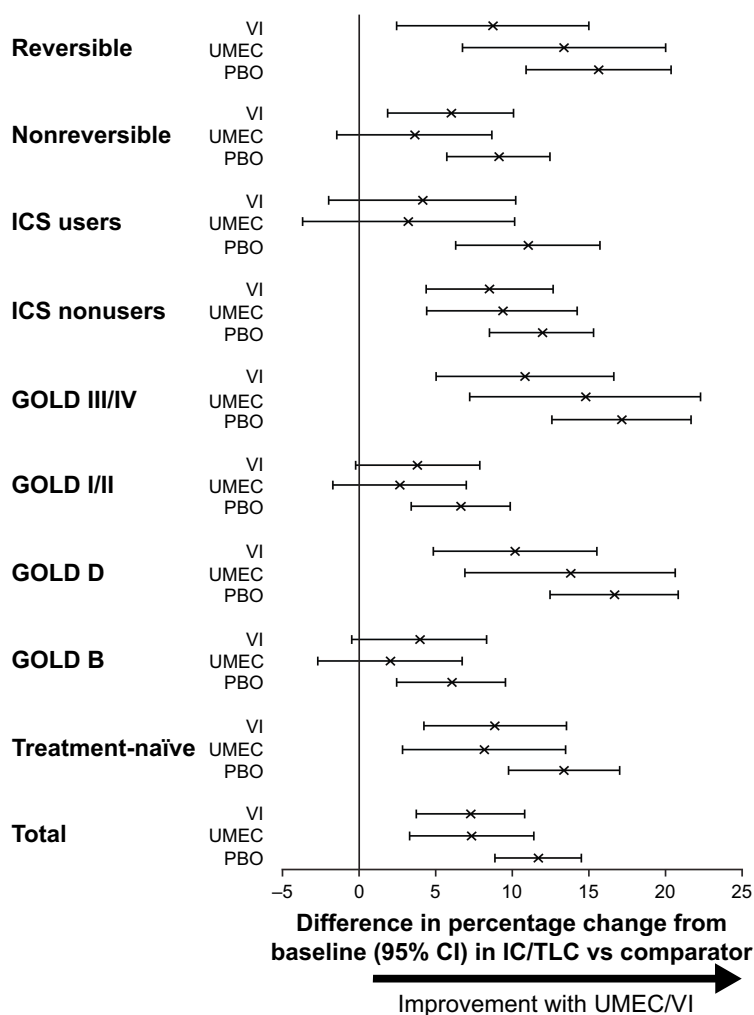 VI
Reversible UMEC
PBO
VI
Nonreversible UMEC
PBO
VI
ICS users UMEC
PBO
VI
ICS nonusers UMEC
PBO
VI
GOLD III/IV UMEC
PBO
VI
GOLD I/II UMEC
PBO
VI
GOLD D UMEC
PBO
VI
GOLD B UMEC
PBO
VI
Treatment-naïve UMEC
PBO
VI
Total UMEC
PBO
–5 0 5 10 15 20 25
Difference in percentage change from
baseline (95% CI) in IC/TLC vs comparator
Improvement with UMEC/VI